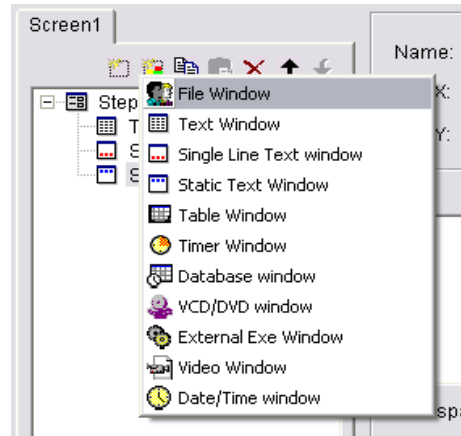 Screen1
Name:
X:
Y:
Step
T
S
S
File Window
Text Window
Single Line Text window
Static Text Window
Table Window
Timer Window
Database window
VCD/DVD window
External Exe Window
Video Window
Date/Time window
spa